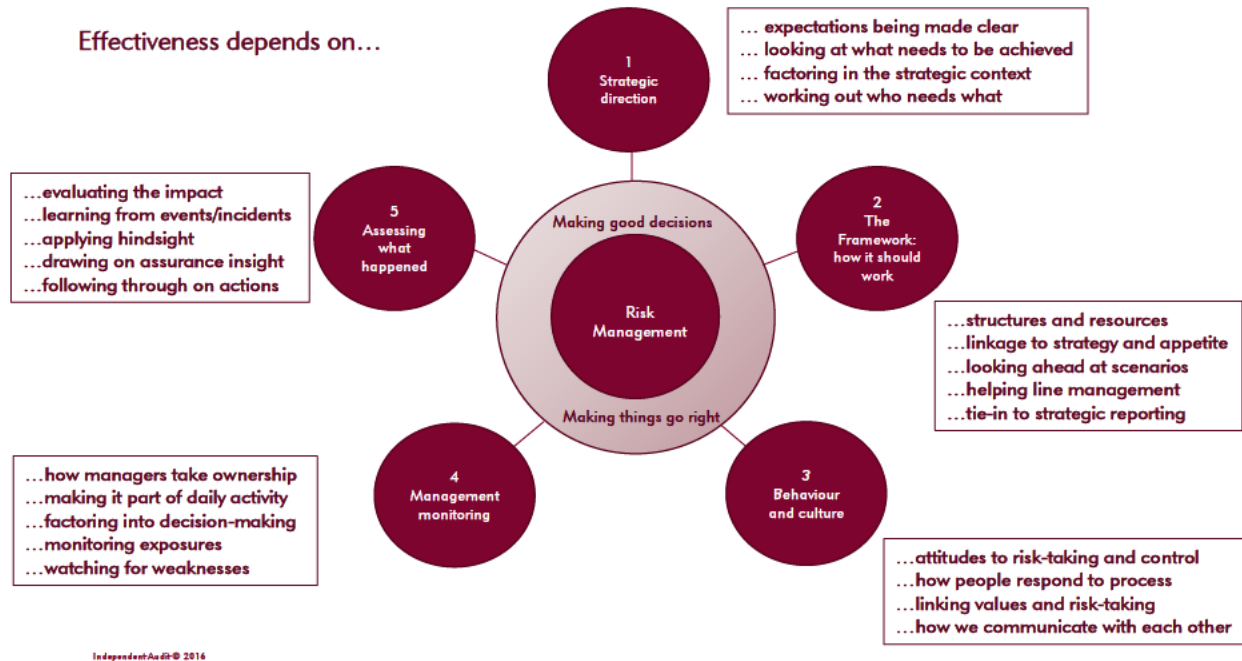 Effectiveness depends on…
1
Strategic
direction
… expectations being made clear
… looking at what needs to be achieved
… factoring in the strategic context
… working out who needs what
2
The
Framework:
how it should
work
…structures and resources
…linkage to strategy and appetite
…looking ahead at scenarios
…helping line management
…tie-in to strategic reporting
3
Behaviour
and culture
…attitudes to risk-taking and control
…how people respond to process
…linking values and risk-taking
…how we communicate with each other
4
Management
monitoring
…how managers take ownership
…making it part of daily activity
…factoring into decision-making
…monitoring exposures
…watching for weaknesses
5
Assessing
what
happened
…evaluating the impact
…learning from events/incidents
…applying hindsight
…drawing on assurance insight
…following through on actions
Making good decisions
Risk
Management
Making things go right
IndependentAudit© 2016